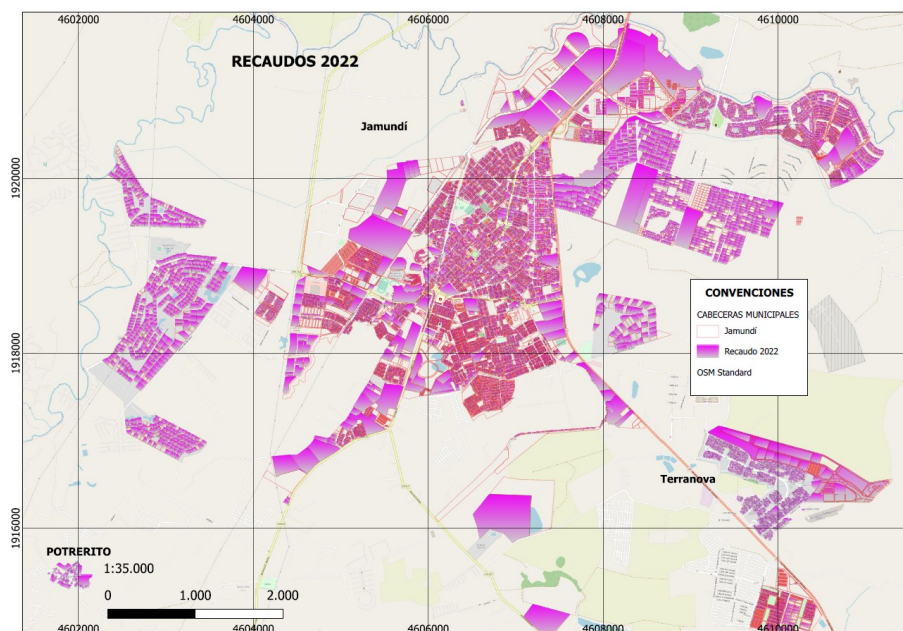 4602000 4604000 4606000 4608000 4610000
RECAUDOS 2022
Jamundí
1920000
CONVENCIONES
CABECERAS MUNICIPALES
Jamundí
Recaudo 2022
OSM Standard
1918000
Terranova
1916000
POTRERITO
1:35.000
0 1.000 2.000
4602000 4604000 4606000 4608000 4610000